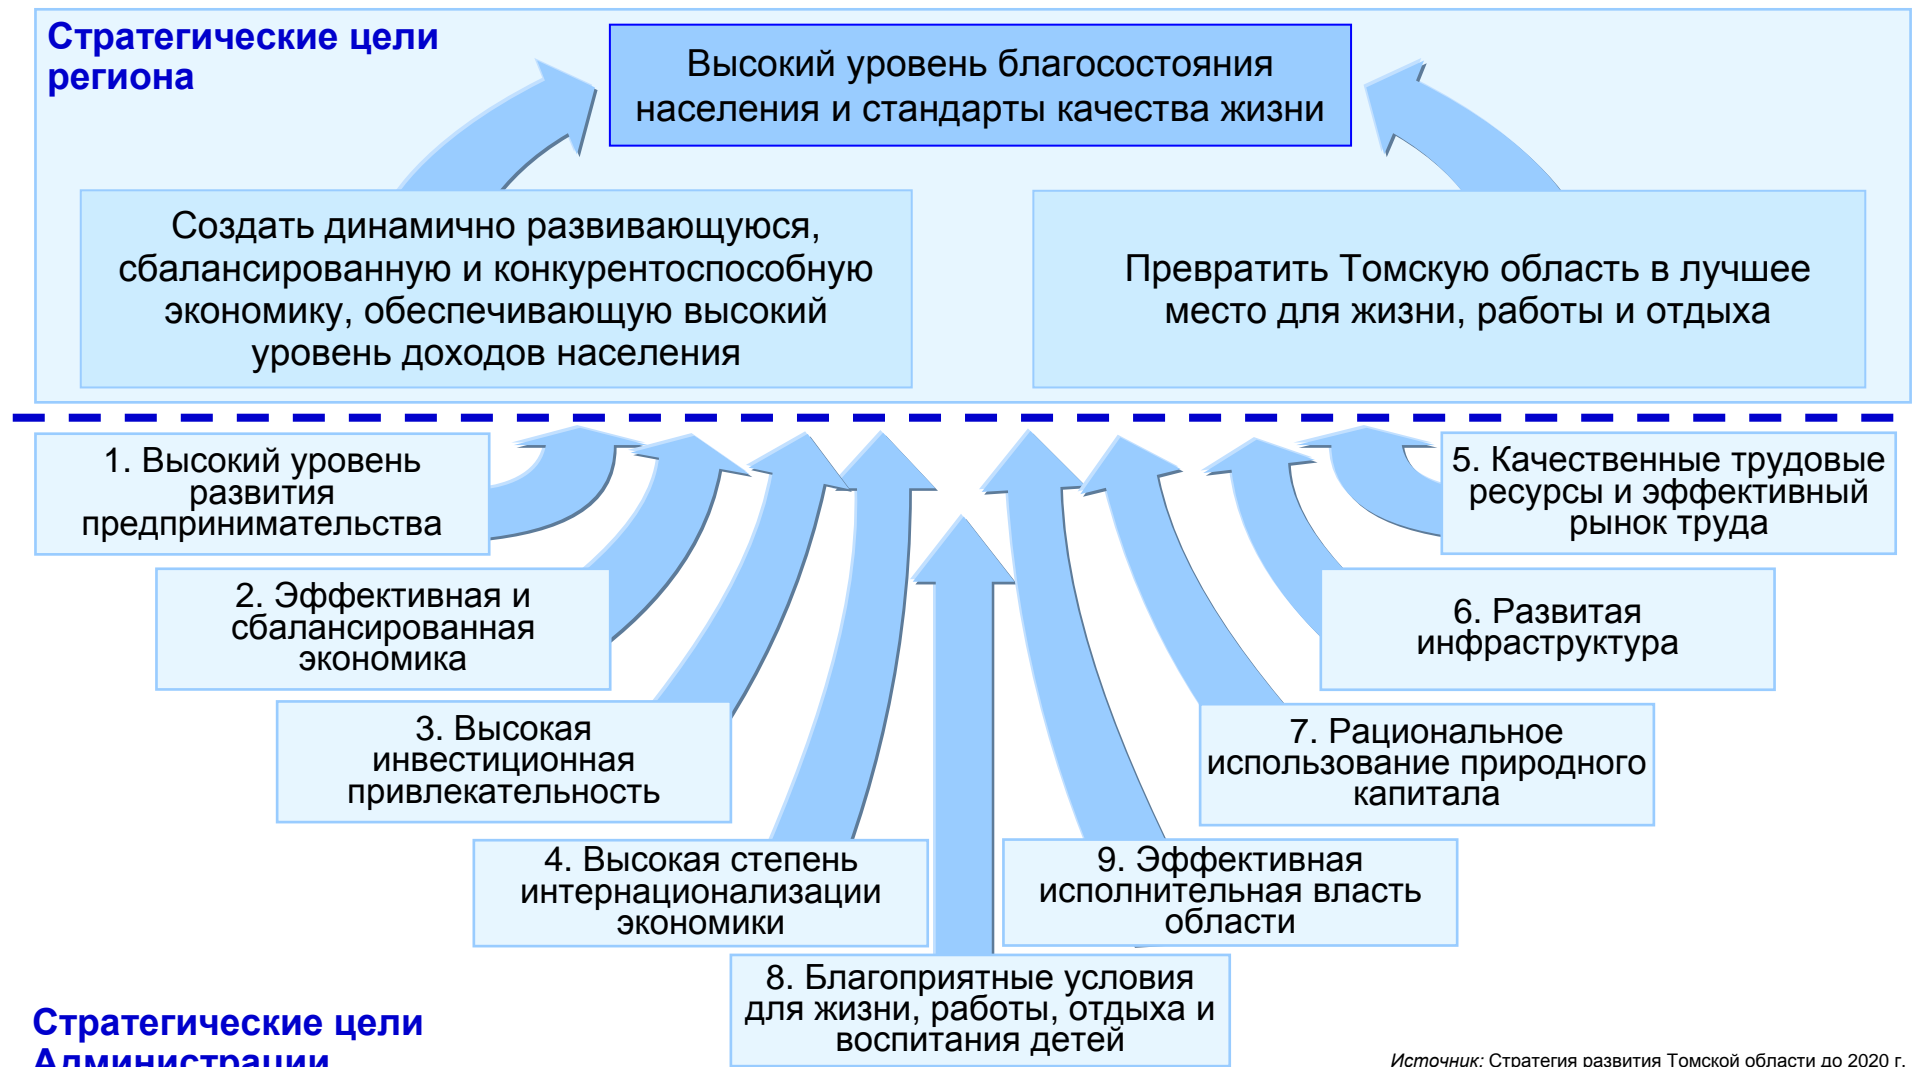 Стратегические цели
региона
Высокий уровень благосостояния
населения и стандарты качества жизни
Создать динамично развивающуюся,
сбалансированную и конкурентоспособную
экономику, обеспечивающую высокий
уровень доходов населения
Превратить Томскую область в лучшее
место для жизни, работы и отдыха
1. Высокий уровень
развития
предпринимательства
2. Эффективная и
сбалансированная
экономика
3. Высокая
инвестиционная
привлекательность
4. Высокая степень
интернационализации
экономики
5. Качественные трудовые
ресурсы и эффективный
рынок труда
6. Развитая
инфраструктура
7. Рациональное
использование природного
капитала
9. Эффективная
исполнительная власть
области
8. Благоприятные условия
для жизни, работы, отдыха и
воспитания детей
Стратегические цели
Администрации
Источник: Стратегия развития Томской области до 2020 г.